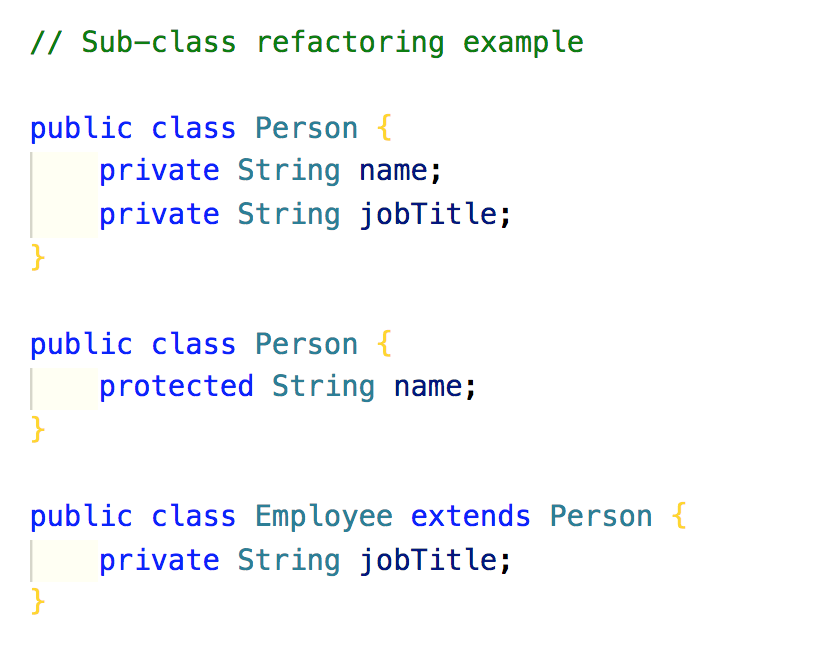 // Sub-class refactoring example
public class Person {
private String name;
private String jobTitle;
}
public class Person {
protected String name;
}
public class Employee extends Person {
private String jobTitle;
}